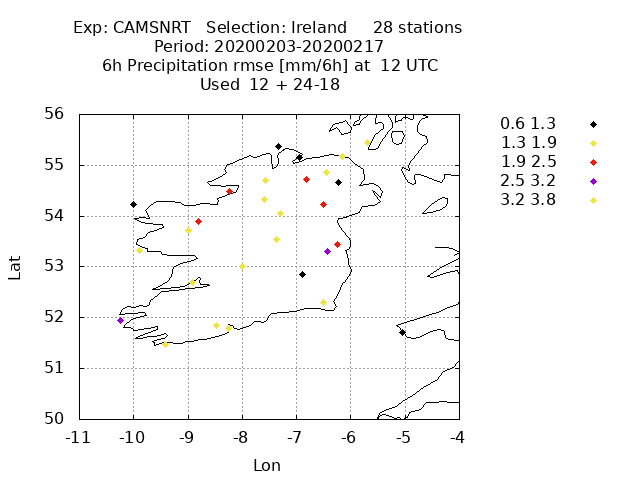 Exp: CAMSNRT   Selection: Ireland     28 stations
Period: 20200203-20200217
6h Precipitation rmse [mm/6h] at  12 UTC
Used  12 + 24-18
56
55
54
53
52
51
50
-11 -10 -9 -8 -7 -6 -5 -4
Lat
Lon
0.6 1.3
1.3 1.9
1.9 2.5
2.5 3.2
3.2 3.8